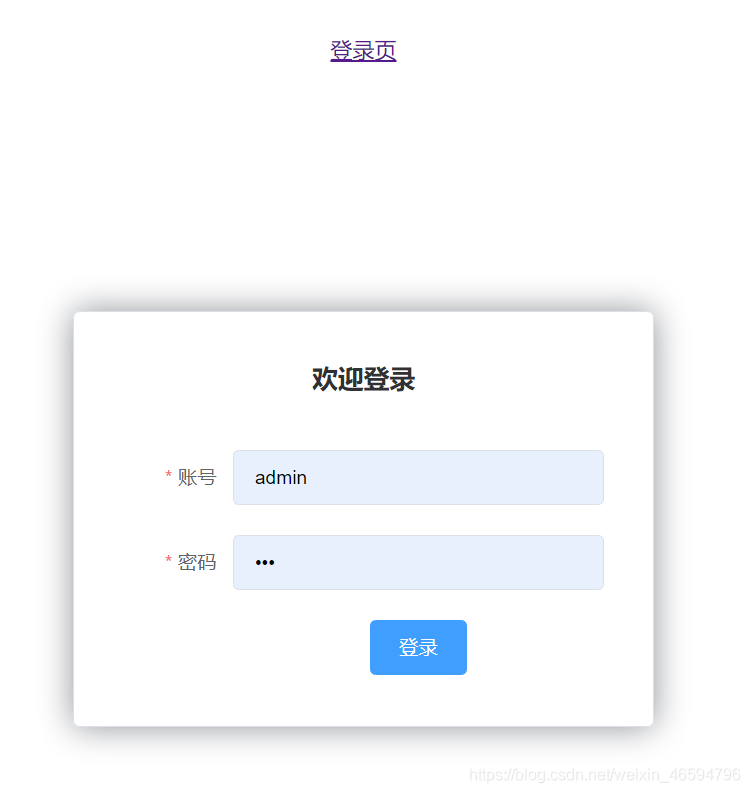 登录页
欢迎登录
* 账号 admin
* 密码 •••
登录
https://blog.csdn.net/weixin_46594796